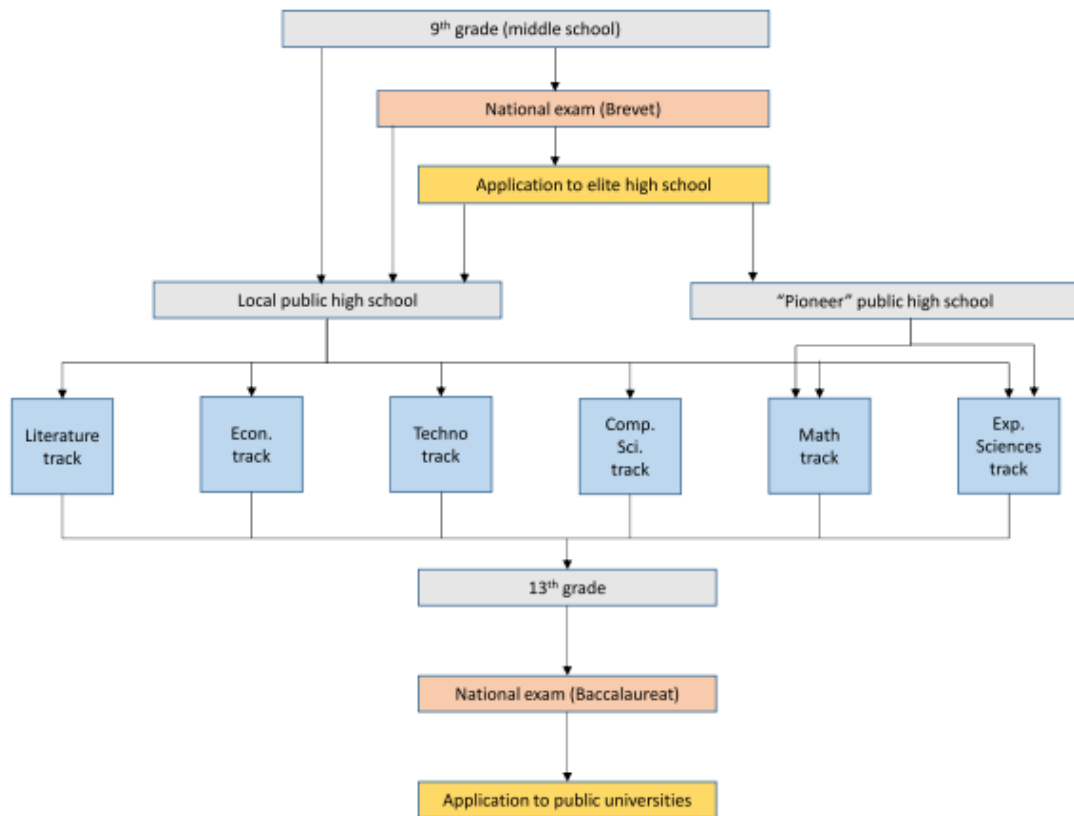 9th grade (middle school)
National exam (Brevet)
Application to elite high school
Local public high school
“Pioneer” public high school
Literature
track
Econ.
track
Techno
track
Comp.
Sci.
track
Math
track
Exp.
Sciences
track
13th grade
National exam (Baccalaureat)
Application to public universities